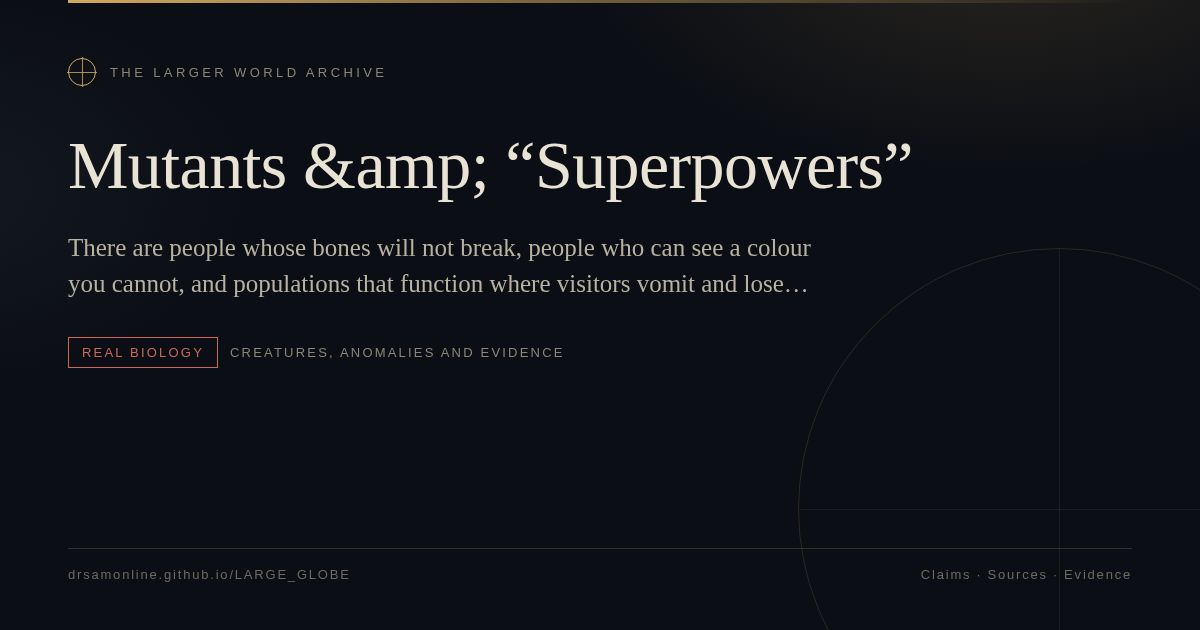 THE LARGER WORLD ARCHIVE
Mutants &amp; “Superpowers”
There are people whose bones will not break, people who can see a colour
you cannot, and populations that function where visitors vomit and lose…
REAL BIOLOGY CREATURES, ANOMALIES AND EVIDENCE
drsamonline.github.io/LARGE_GLOBE Claims · Sources · Evidence